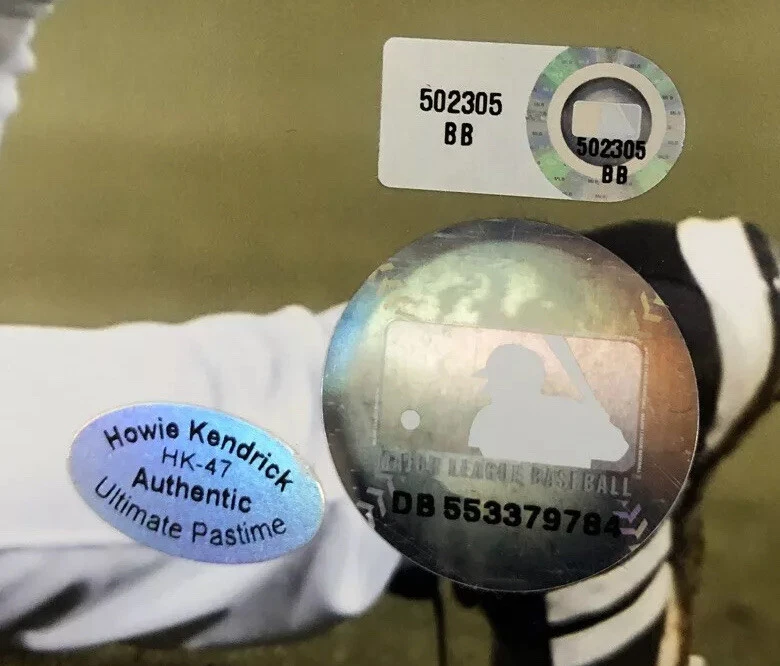 502305
BB
502305
BB
MAJOR LEAGUE BASEBALL
DB 553379784
Howie Kendrick
HK-47
Authentic
Ultimate Pastime